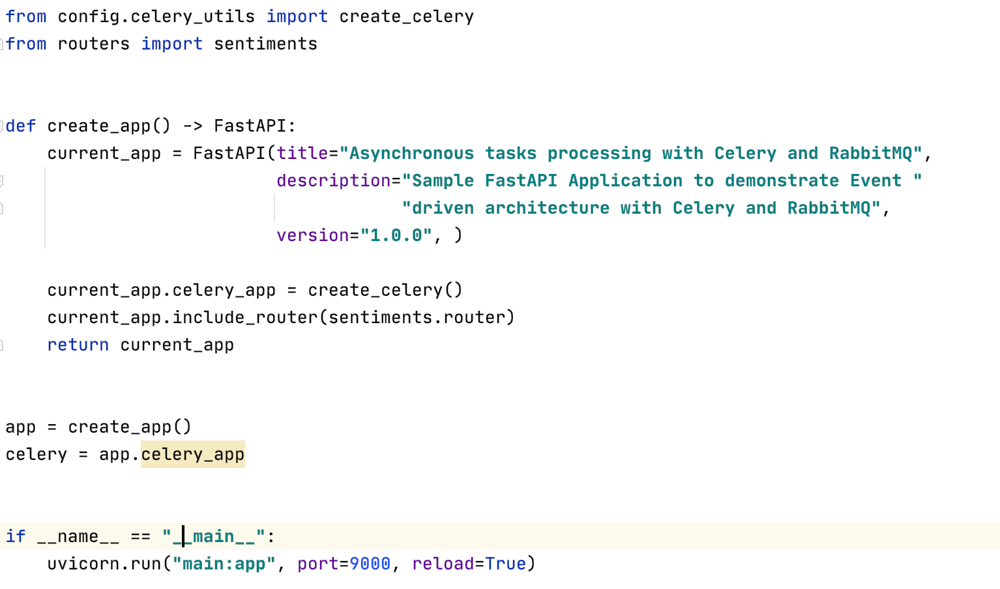 from config.celery_utils import create_celery
from routers import sentiments
def create_app() -> FastAPI:
    current_app = FastAPI(title="Asynchronous tasks processing with Celery and RabbitMQ",
                          description="Sample FastAPI Application to demonstrate Event "
                                      "driven architecture with Celery and RabbitMQ",
                          version="1.0.0", )
    current_app.celery_app = create_celery()
    current_app.include_router(sentiments.router)
    return current_app
app = create_app()
celery = app.celery_app
if __name__ == "__main__":
    uvicorn.run("main:app", port=9000, reload=True)